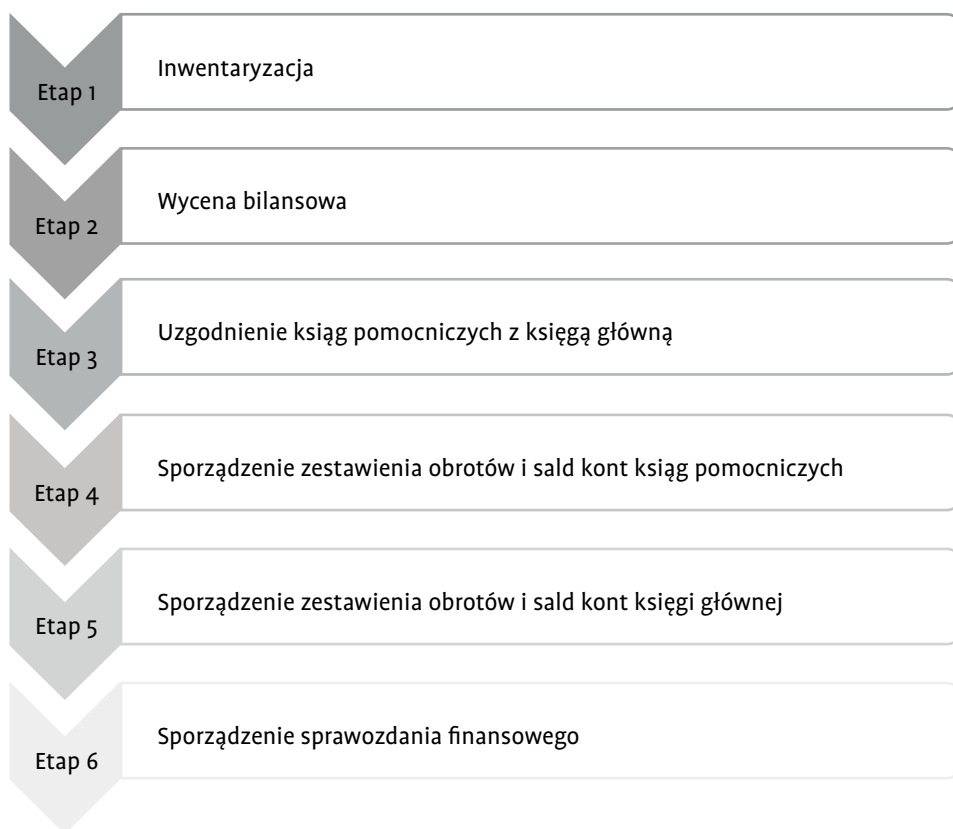 Etap 1
Inwentaryzacja
Etap 2
Wycena bilansowa
Etap 3
Uzgodnienie ksiąg pomocniczych z księgą główną
Etap 4
Sporządzenie zestawienia obrotów i sald kont ksiąg pomocniczych
Etap 5
Sporządzenie zestawienia obrotów i sald kont księgi głównej
Etap 6
Sporządzenie sprawozdania finansowego